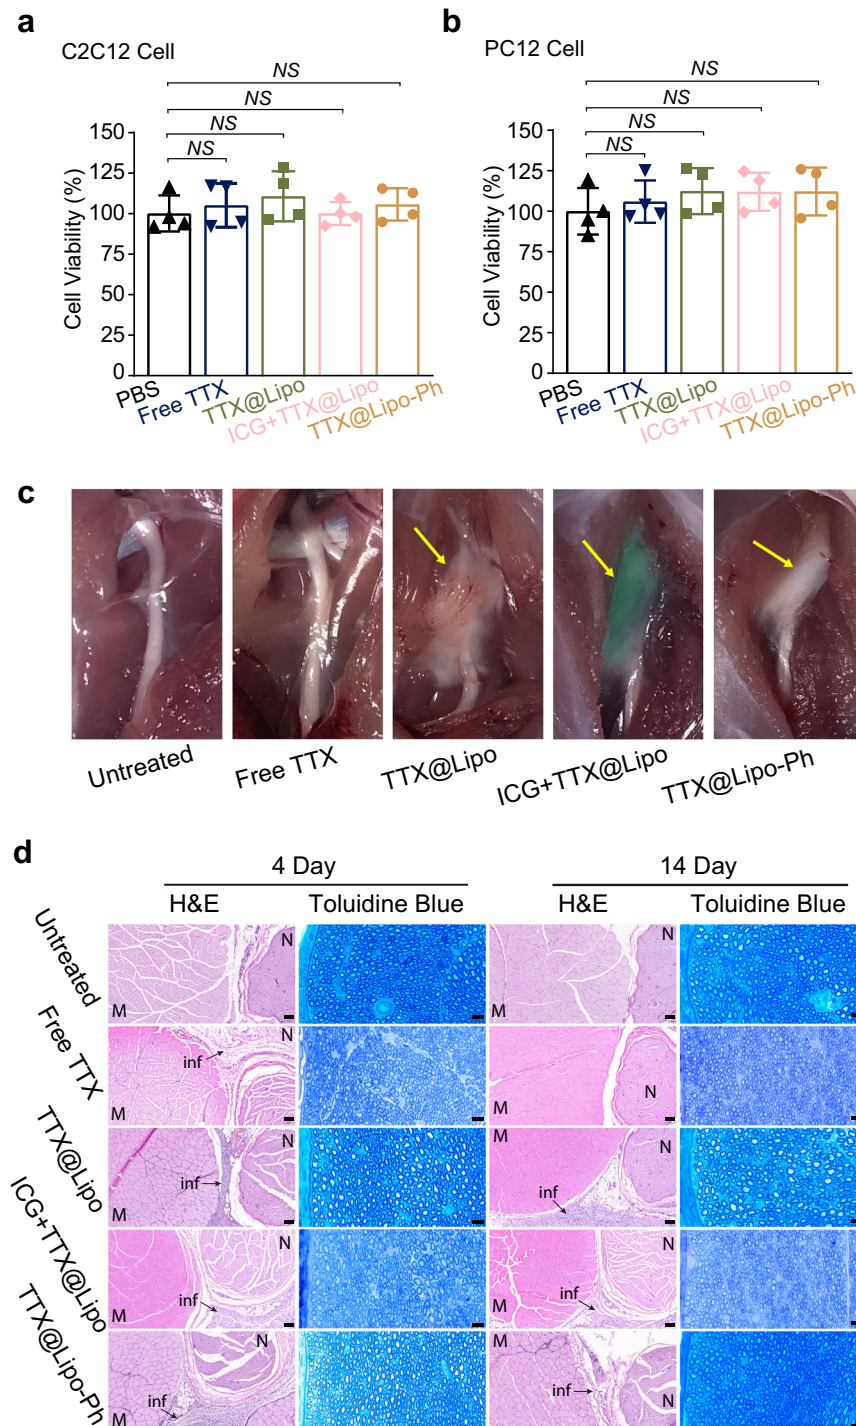 a
C2C12 Cell
NS
NS
NS
NS
Cell Viability (%)
150
125
100
75
50
25
0
PBS
Free TTX
TTX@Lipo
ICG+TTX@Lipo
TTX@Lipo-Ph
b
PC12 Cell
NS
NS
NS
NS
Cell Viability (%)
150
125
100
75
50
25
0
PBS
Free TTX
TTX@Lipo
ICG+TTX@Lipo
TTX@Lipo-Ph
c
Untreated
Free TTX
TTX@Lipo
ICG+TTX@Lipo
TTX@Lipo-Ph
d
4 Day
14 Day
H&E
Toluidine Blue
H&E
Toluidine Blue
Untreated
N
M
N
M
Free TTX
N
inf
M
N
M
TTX@Lipo
N
inf
M
M
inf
ICG+TTX@Lipo
N
inf
M
N
inf
M
TTX@Lipo-Ph
N
inf
M
M
inf
N